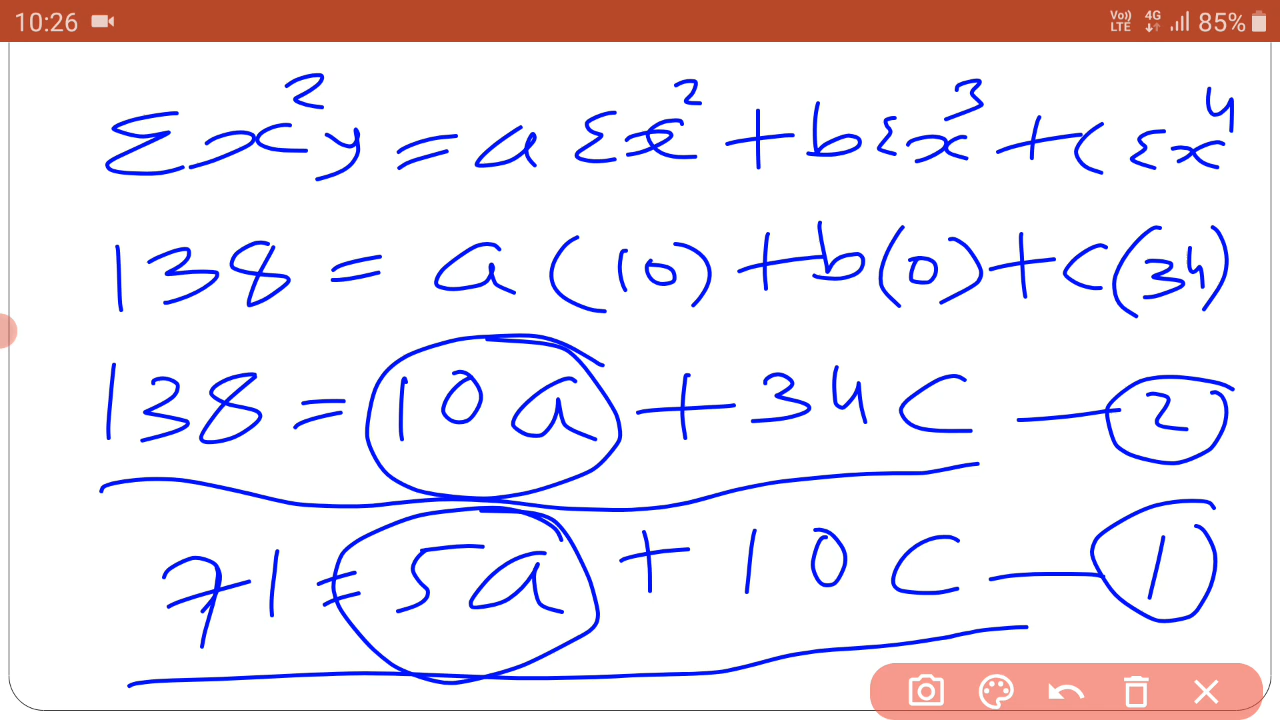 10:26 Vo)) LTE 4G 85%
Σx²y = a Σx² + bΣx³ + cΣx⁴
138 = a(10) + b(0) + c(34)
138 = 10a + 34c — ②
71 = 5a + 10c — ①